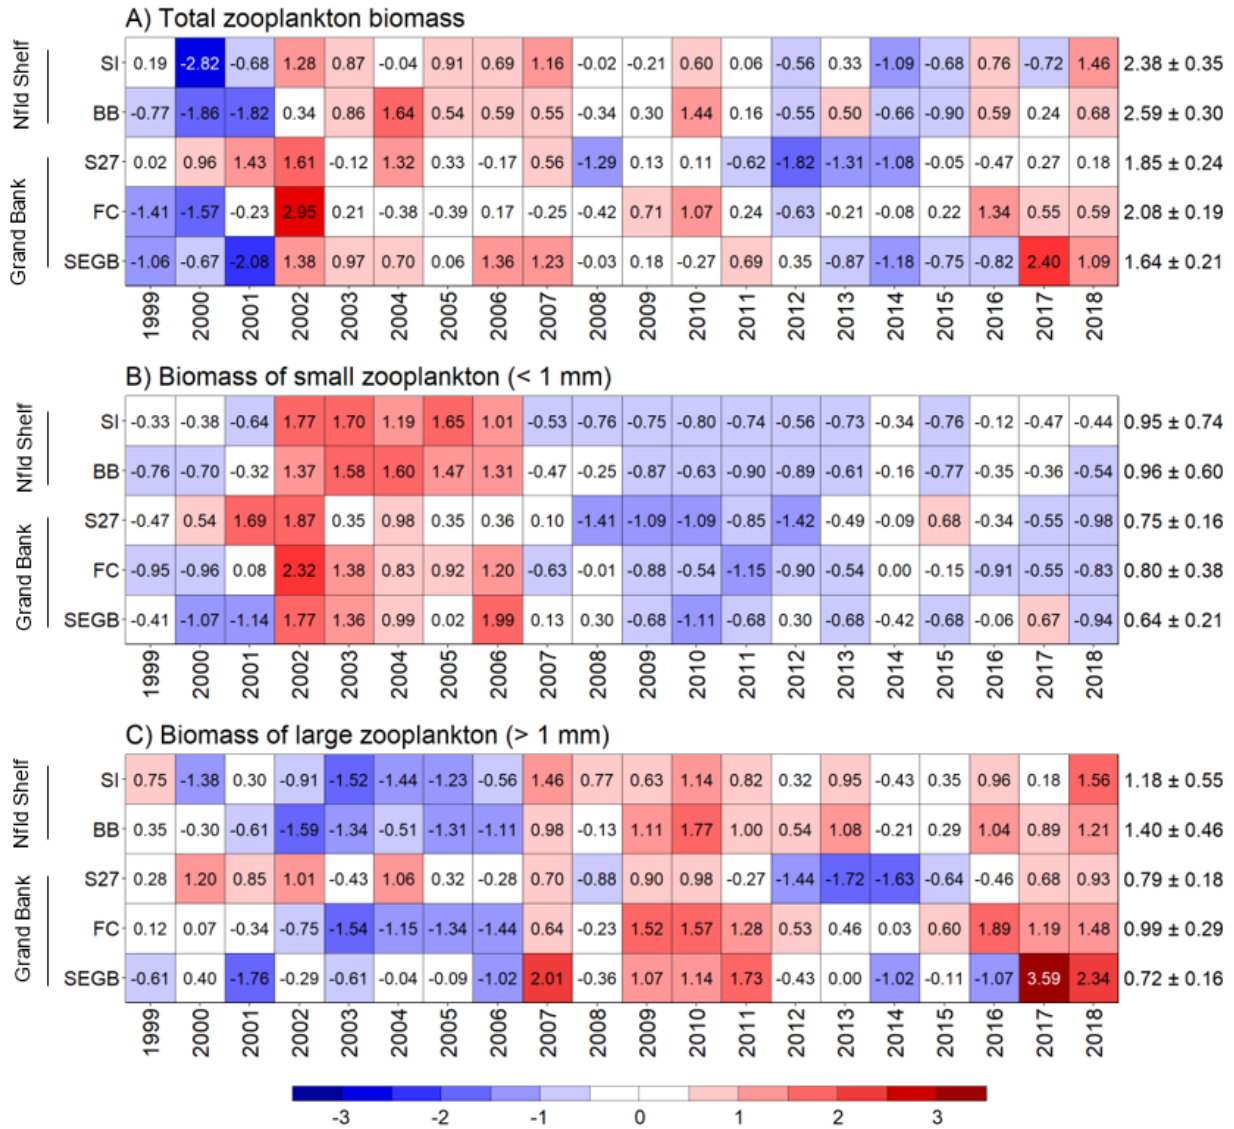 A) Total zooplankton biomass
Nfld Shelf
SI 0.19 -2.82 -0.68 1.28 0.87 -0.04 0.91 0.69 1.16 -0.02 -0.21 0.60 0.06 -0.56 0.33 -1.09 -0.68 0.76 -0.72 1.46 2.38 ± 0.35
BB -0.77 -1.86 -1.82 0.34 0.86 1.64 0.54 0.59 0.55 -0.34 0.30 1.44 0.16 -0.55 0.50 -0.66 -0.90 0.59 0.24 0.68 2.59 ± 0.30
Grand Bank
S27 0.02 0.96 1.43 1.61 -0.12 1.32 0.33 -0.17 0.56 -1.29 0.13 0.11 -0.62 -1.82 -1.31 -1.08 -0.05 -0.47 0.27 0.18 1.85 ± 0.24
FC -1.41 -1.57 -0.23 2.95 0.21 -0.38 -0.39 0.17 -0.25 -0.42 0.71 1.07 0.24 -0.63 -0.21 -0.08 0.22 1.34 0.55 0.59 2.08 ± 0.19
SEGB -1.06 -0.67 -2.08 1.38 0.97 0.70 0.06 1.36 1.23 -0.03 0.18 -0.27 0.69 0.35 -0.87 -1.18 -0.75 -0.82 2.40 1.09 1.64 ± 0.21
1999 2000 2001 2002 2003 2004 2005 2006 2007 2008 2009 2010 2011 2012 2013 2014 2015 2016 2017 2018
B) Biomass of small zooplankton (< 1 mm)
Nfld Shelf
SI -0.33 -0.38 -0.64 1.77 1.70 1.19 1.65 1.01 -0.53 -0.76 -0.75 -0.80 -0.74 -0.56 -0.73 -0.34 -0.76 -0.12 -0.47 -0.44 0.95 ± 0.74
BB -0.76 -0.70 -0.32 1.37 1.58 1.60 1.47 1.31 -0.47 -0.25 -0.87 -0.63 -0.90 -0.89 -0.61 -0.16 -0.77 -0.35 -0.36 -0.54 0.96 ± 0.60
Grand Bank
S27 -0.47 0.54 1.69 1.87 0.35 0.98 0.35 0.36 0.10 -1.41 -1.09 -1.09 -0.85 -1.42 -0.49 -0.09 0.68 -0.34 -0.55 -0.98 0.75 ± 0.16
FC -0.95 -0.96 0.08 2.32 1.38 0.83 0.92 1.20 -0.63 -0.01 -0.88 -0.54 -1.15 -0.90 -0.54 0.00 -0.15 -0.91 -0.55 -0.83 0.80 ± 0.38
SEGB -0.41 -1.07 -1.14 1.77 1.36 0.99 0.02 1.99 0.13 0.30 -0.68 -1.11 -0.68 0.30 -0.68 -0.42 -0.68 -0.06 0.67 -0.94 0.64 ± 0.21
1999 2000 2001 2002 2003 2004 2005 2006 2007 2008 2009 2010 2011 2012 2013 2014 2015 2016 2017 2018
C) Biomass of large zooplankton (> 1 mm)
Nfld Shelf
SI 0.75 -1.38 0.30 -0.91 -1.52 -1.44 -1.23 -0.56 1.46 0.77 0.63 1.14 0.82 0.32 0.95 -0.43 0.35 0.96 0.18 1.56 1.18 ± 0.55
BB 0.35 -0.30 -0.61 -1.59 -1.34 -0.51 -1.31 -1.11 0.98 -0.13 1.11 1.77 1.00 0.54 1.08 -0.21 0.29 1.04 0.89 1.21 1.40 ± 0.46
Grand Bank
S27 0.28 1.20 0.85 1.01 -0.43 1.06 0.32 -0.28 0.70 -0.88 0.90 0.98 -0.27 -1.44 -1.72 -1.63 -0.64 -0.46 0.68 0.93 0.79 ± 0.18
FC 0.12 0.07 -0.34 -0.75 -1.54 -1.15 -1.34 -1.44 0.64 -0.23 1.52 1.57 1.28 0.53 0.46 0.03 0.60 1.89 1.19 1.48 0.99 ± 0.29
SEGB -0.61 0.40 -1.76 -0.29 -0.61 -0.04 -0.09 -1.02 2.01 -0.36 1.07 1.14 1.73 -0.43 0.00 -1.02 -0.11 -1.07 3.59 2.34 0.72 ± 0.16
1999 2000 2001 2002 2003 2004 2005 2006 2007 2008 2009 2010 2011 2012 2013 2014 2015 2016 2017 2018
-3 -2 -1 0 1 2 3